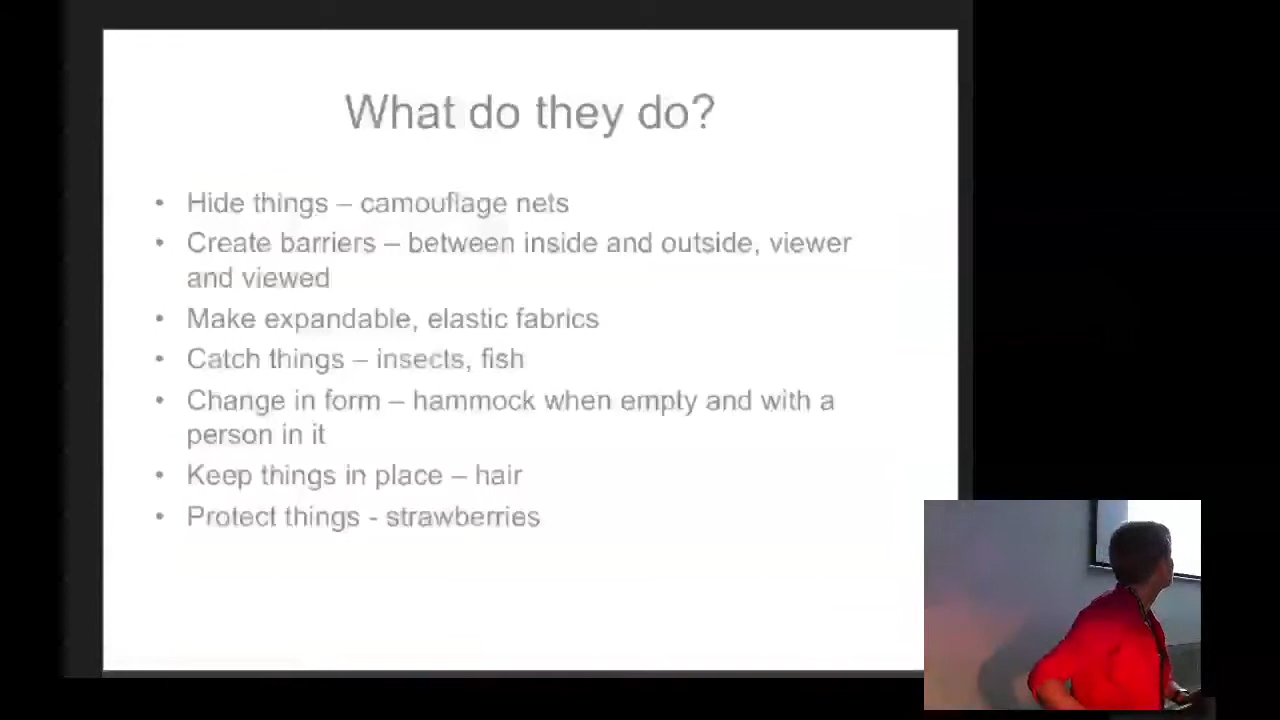 What do they do?
• Hide things – camouflage nets
• Create barriers – between inside and outside, viewer
and viewed
• Make expandable, elastic fabrics
• Catch things – insects, fish
• Change in form – hammock when empty and with a
person in it
• Keep things in place – hair
• Protect things - strawberries